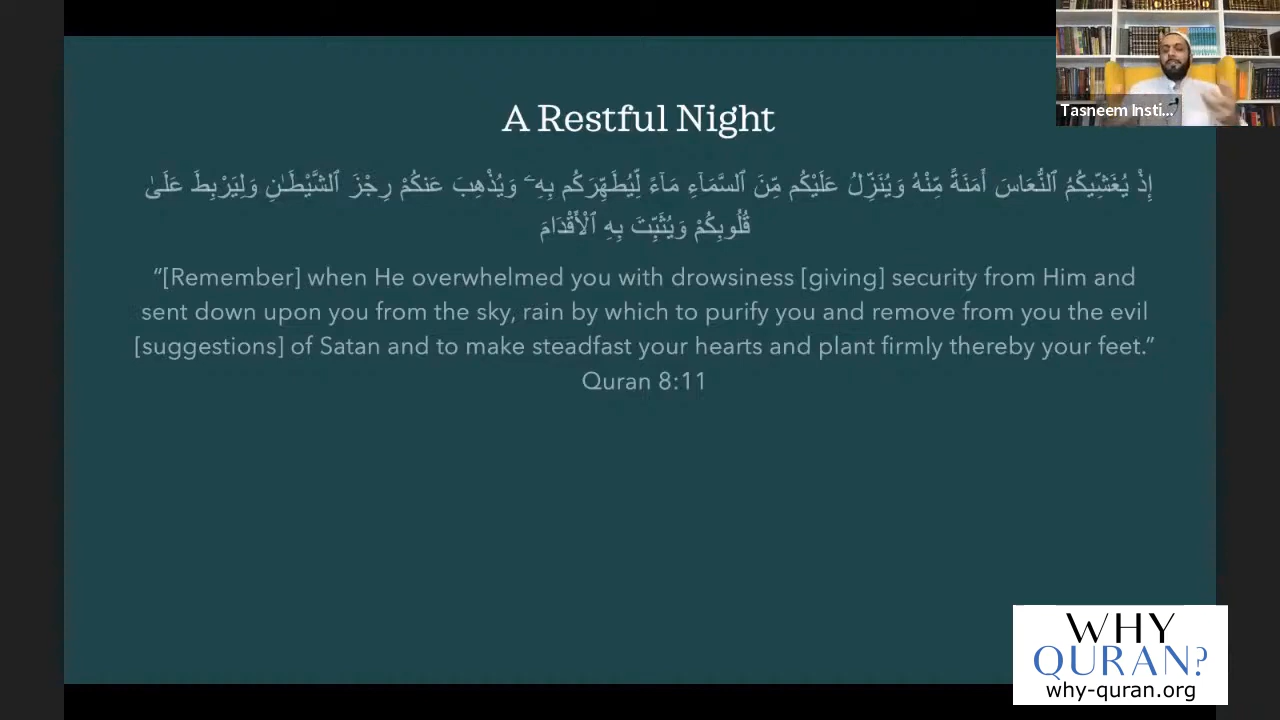 A Restful Night
إِذْ يُغَشِّيكُمُ ٱلنُّعَاسَ أَمَنَةً مِّنْهُ وَيُنَزِّلُ عَلَيْكُم مِّنَ ٱلسَّمَآءِ مَآءً لِّيُطَهِّرَكُم بِهِۦ وَيُذْهِبَ عَنكُمْ رِجْزَ ٱلشَّيْطَـٰنِ وَلِيَرْبِطَ عَلَىٰ
قُلُوبِكُمْ وَيُثَبِّتَ بِهِ ٱلْأَقْدَامَ
“[Remember] when He overwhelmed you with drowsiness [giving] security from Him and
sent down upon you from the sky, rain by which to purify you and remove from you the evil
[suggestions] of Satan and to make steadfast your hearts and plant firmly thereby your feet.”
Quran 8:11
Tasneem Insti...
WHY
QURAN?
why-quran.org